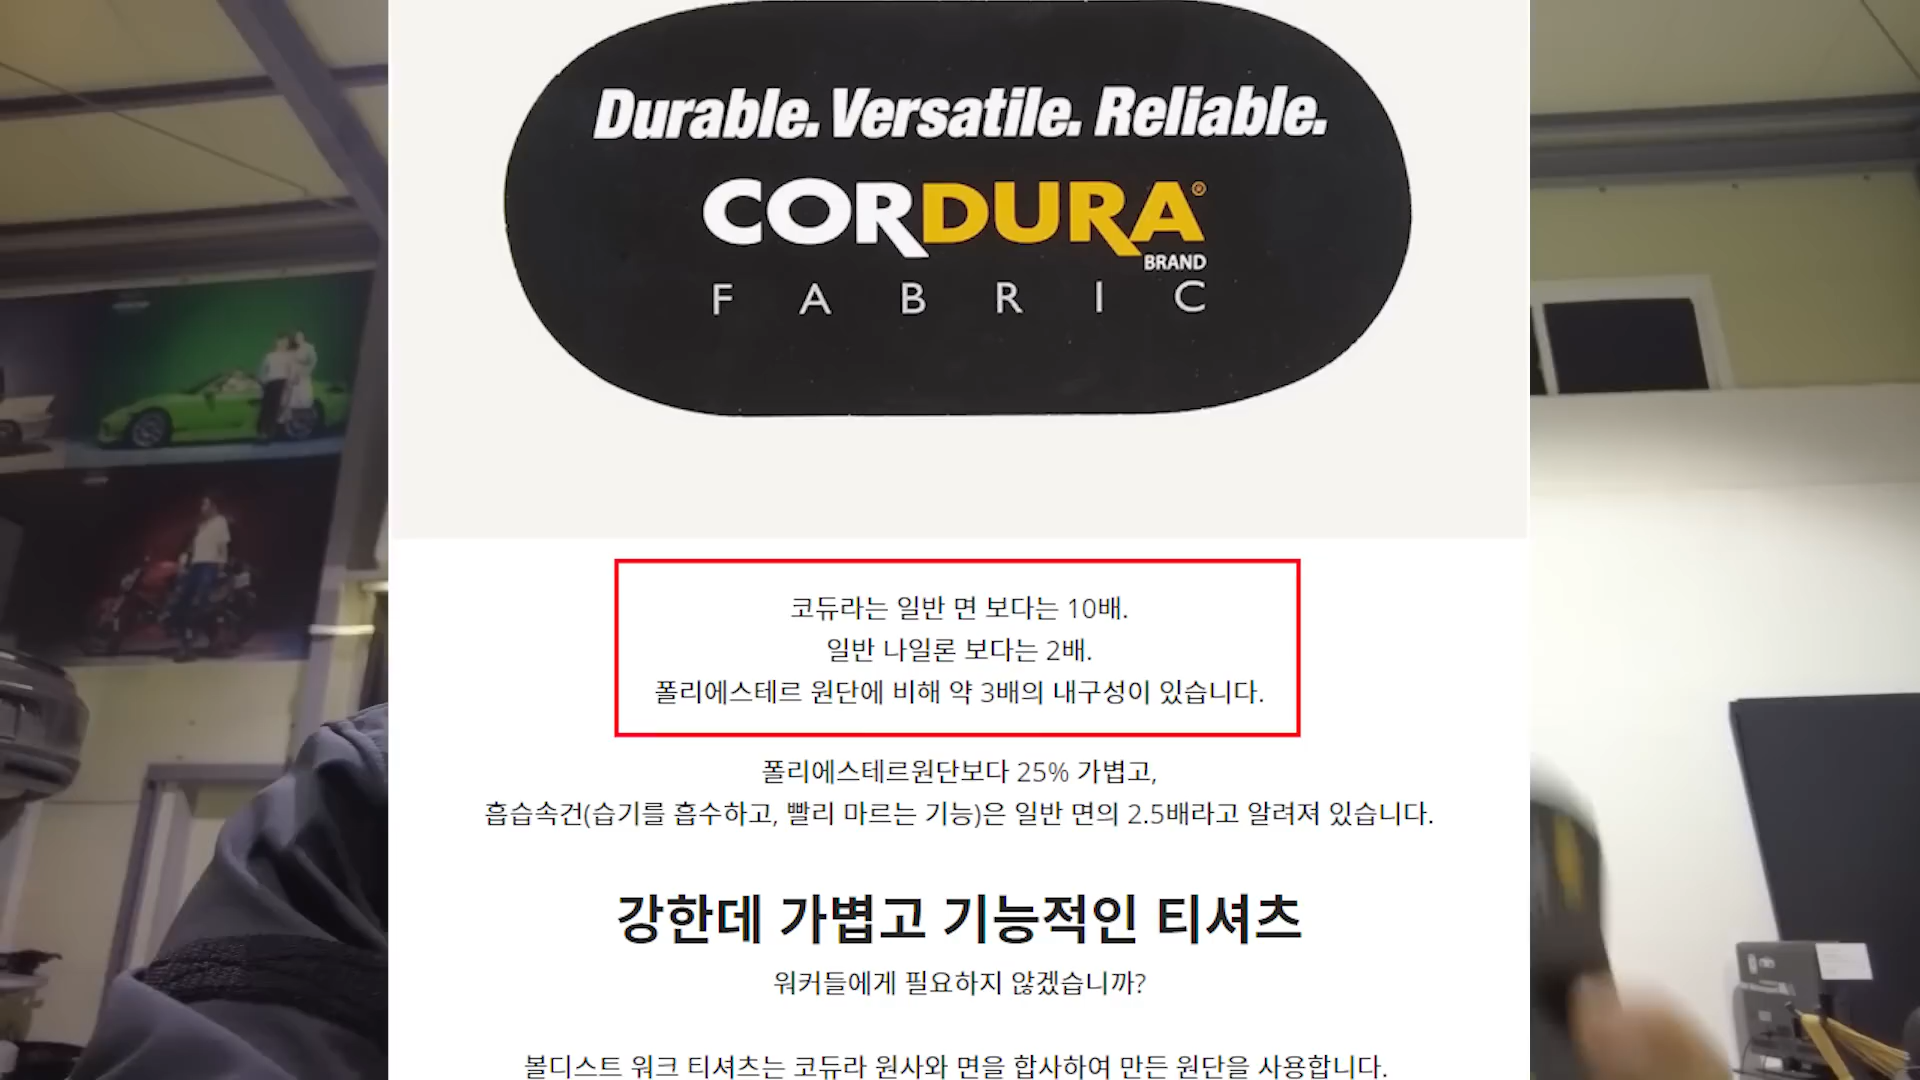 Durable. Versatile. Reliable.
CORDURA®
BRAND
FABRIC
코듀라는 일반 면 보다는 10배.
일반 나일론 보다는 2배.
폴리에스테르 원단에 비해 약 3배의 내구성이 있습니다.
폴리에스테르원단보다 25% 가볍고,
흡습속건(습기를 흡수하고, 빨리 마르는 기능)은 일반 면의 2.5배라고 알려져 있습니다.
강한데 가볍고 기능적인 티셔츠
워커들에게 필요하지 않겠습니까?
볼디스트 워크 티셔츠는 코듀라 원사와 면을 합사하여 만든 원단을 사용합니다.